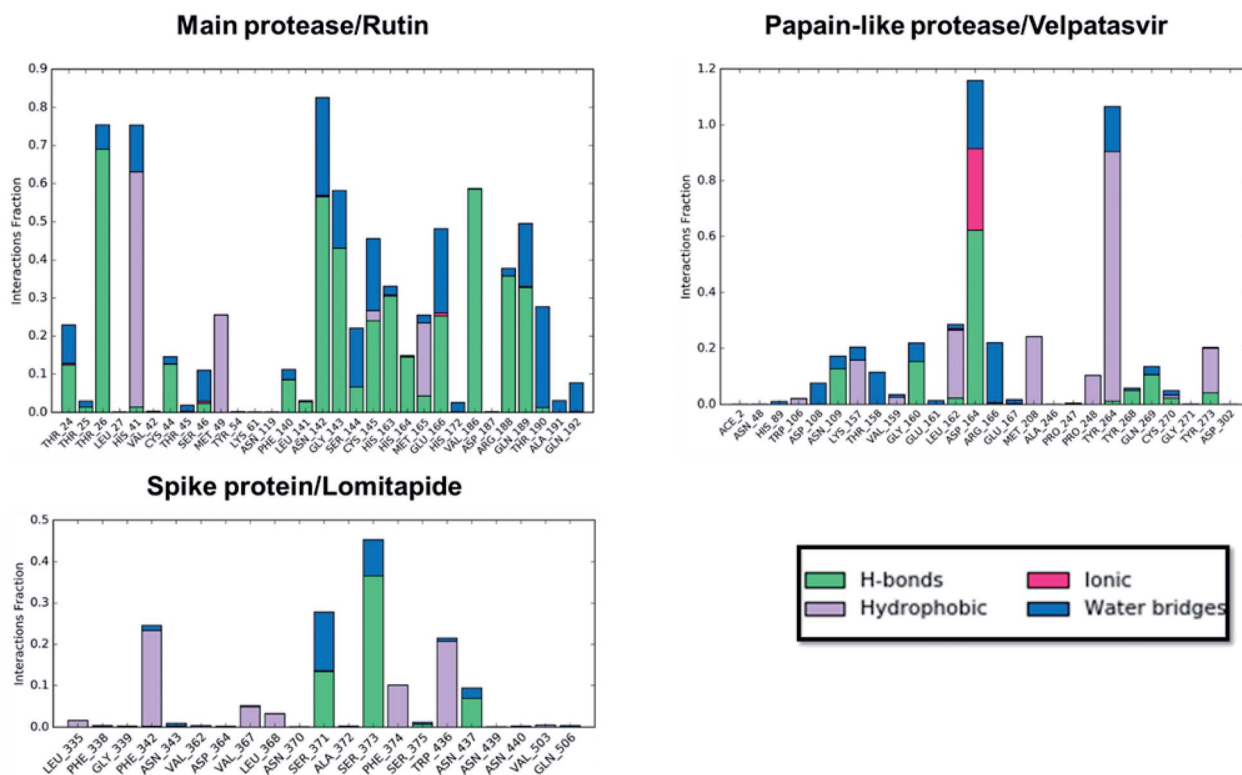 Main protease/Rutin
Papain-like protease/Velpatasvir
0.9
0.8
0.7
0.6
0.5
0.4
0.3
0.2
0.1
0.0
Interactions Fraction
THR_24
THR_25
THR_26
LEU_27
HIS_41
VAL_42
CYS_44
THR_45
SER_46
MET_49
TYR_54
LYS_61
ASN_119
PHE_140
LEU_141
ASN_142
GLY_143
SER_144
CYS_145
HIS_163
HIS_164
MET_165
GLU_166
HIS_172
VAL_186
ASP_187
ARG_188
GLN_189
THR_190
ALA_191
GLN_192
1.2
1.0
0.8
0.6
0.4
0.2
0.0
Interactions Fraction
ACE_2
ASN_48
HIS_89
TRP_106
ASP_108
ASN_109
LYS_157
THR_158
VAL_159
GLY_160
GLU_161
LEU_162
ASP_164
ARG_166
GLU_167
MET_208
ALA_246
PRO_247
PRO_248
TYR_264
TYR_268
GLN_269
CYS_270
GLY_271
TYR_273
ASP_302
Spike protein/Lomitapide
0.5
0.4
0.3
0.2
0.1
0.0
Interactions Fraction
LEU_335
PHE_338
GLY_339
PHE_342
ASN_343
VAL_362
ASP_364
VAL_367
LEU_368
ASN_370
SER_371
ALA_372
SER_373
PHE_374
SER_375
TRP_436
ASN_437
ASN_439
ASN_440
VAL_503
GLN_506
H-bonds
Ionic
Hydrophobic
Water bridges